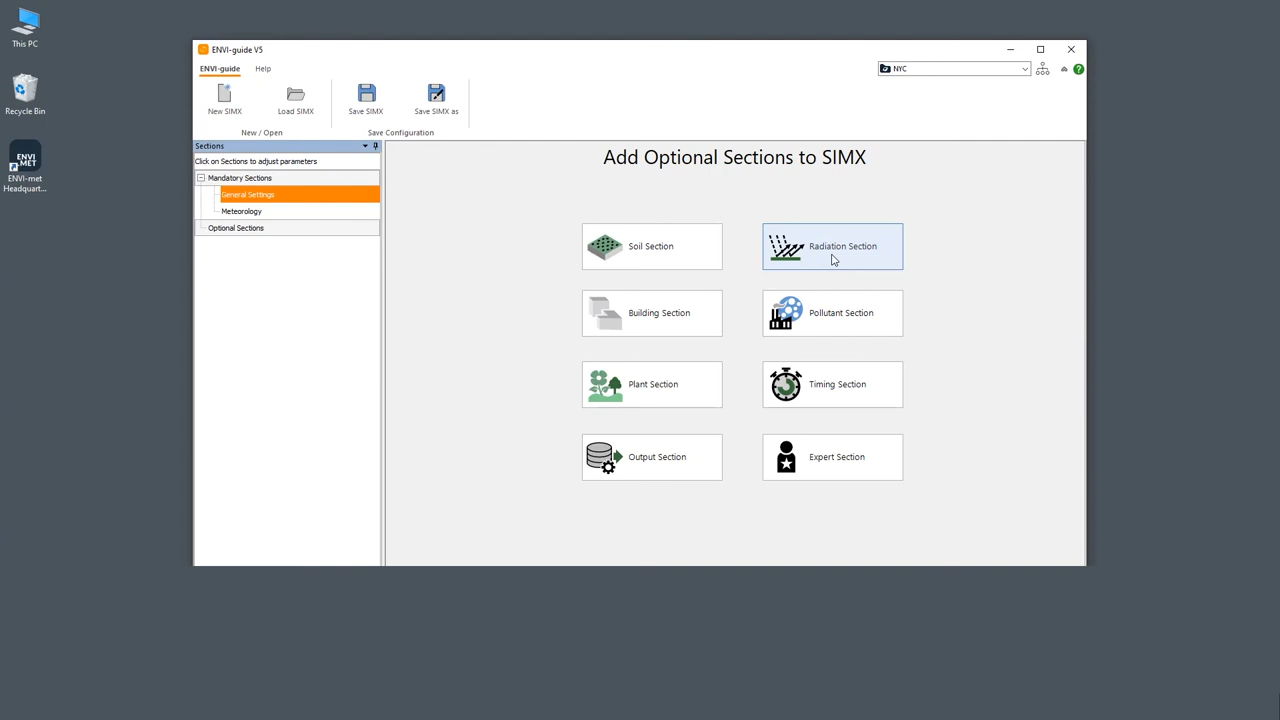 This PC
Recycle Bin
ENVI
MET
ENVI-met
Headquart...
ENVI-guide V5
ENVI-guide
Help
NYC
New SIMX
Load SIMX
Save SIMX
Save SIMX as
New / Open
Save Configuration
Sections
Click on Sections to adjust parameters
Mandatory Sections
General Settings
Meteorology
Optional Sections
Add Optional Sections to SIMX
Soil Section
Radiation Section
Building Section
Pollutant Section
Plant Section
Timing Section
Output Section
Expert Section